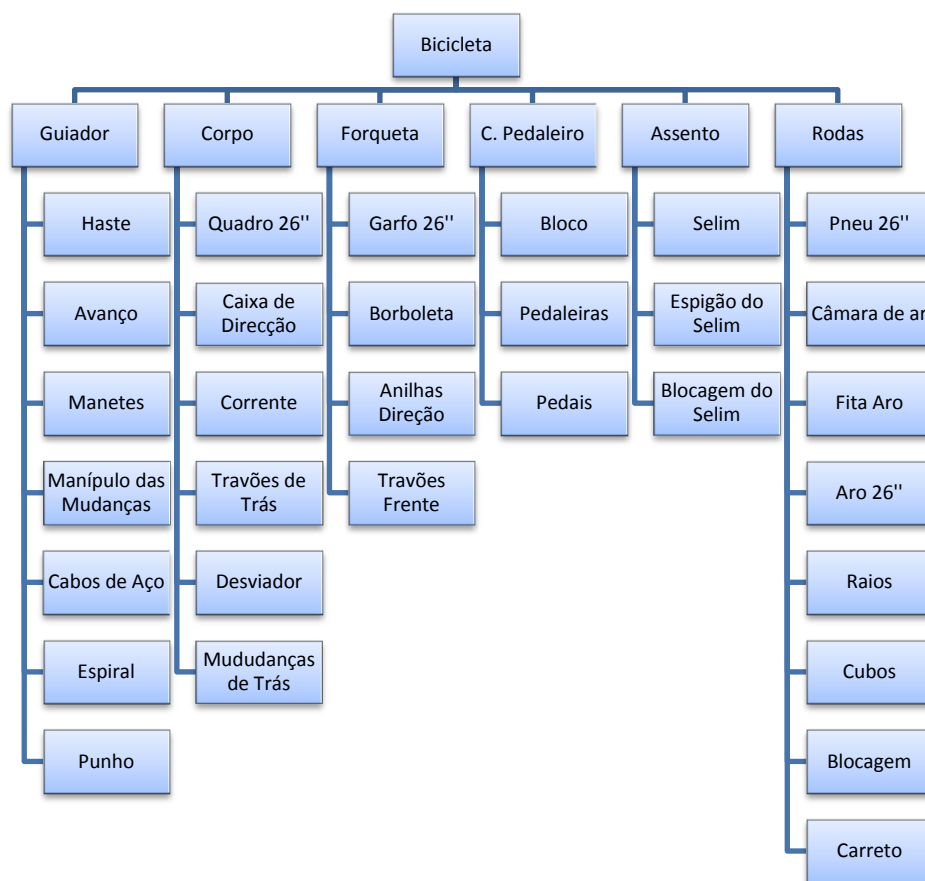 Bicicleta
Guiador
Corpo
Forqueta
C. Pedaleiro
Assento
Rodas
Haste
Quadro 26''
Garfo 26''
Bloco
Selim
Pneu 26''
Avanço
Caixa de
Direcção
Borboleta
Pedaleiras
Espigão do
Selim
Câmara de ar
Manetes
Corrente
Anilhas
Direção
Pedais
Blocagem do
Selim
Fita Aro
Manípulo das
Mudanças
Travões de
Trás
Travões
Frente
Aro 26''
Cabos de Aço
Desviador
Raios
Espiral
Mududanças
de Trás
Cubos
Punho
Blocagem
Carreto